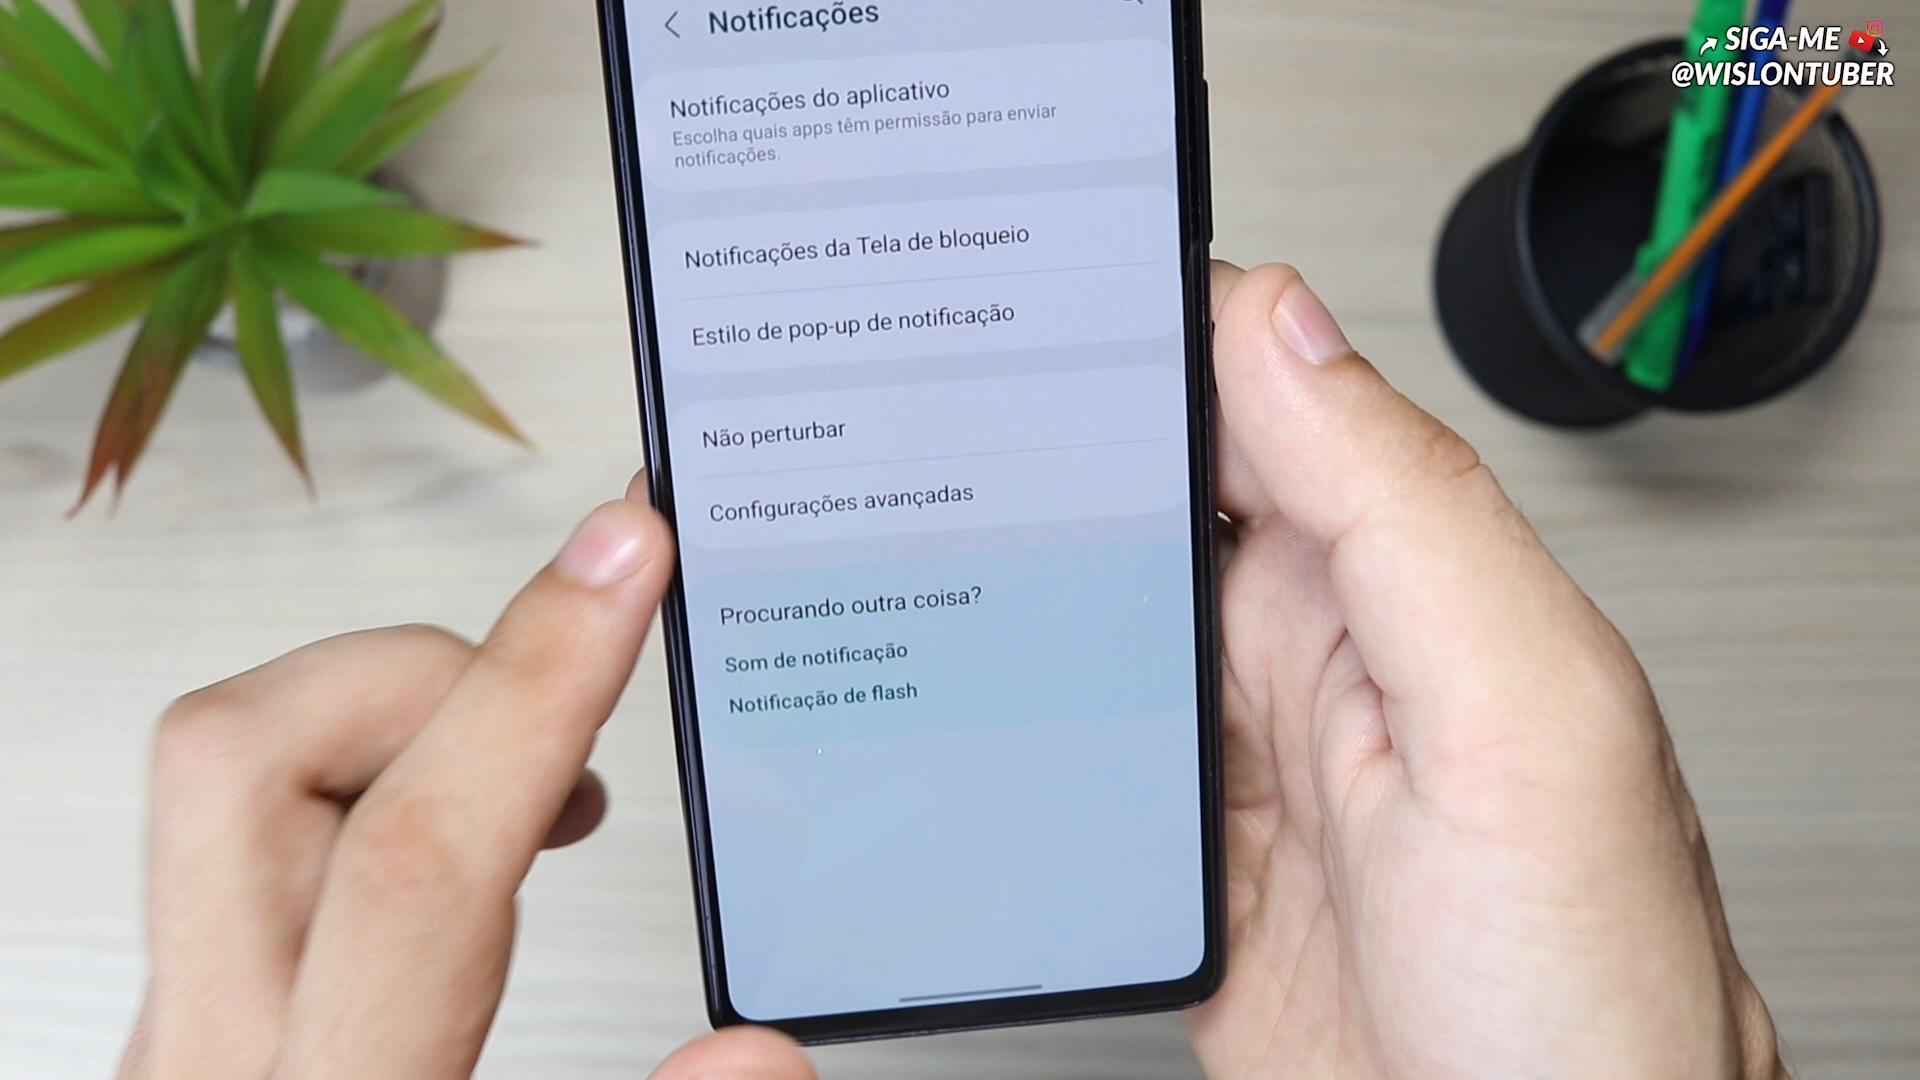 SIGA-ME
@WISLONTUBER
Notificações
Notificações do aplicativo
Escolha quais apps têm permissão para enviar
notificações.
Notificações da Tela de bloqueio
Estilo de pop-up de notificação
Não perturbar
Configurações avançadas
Procurando outra coisa?
Som de notificação
Notificação de flash